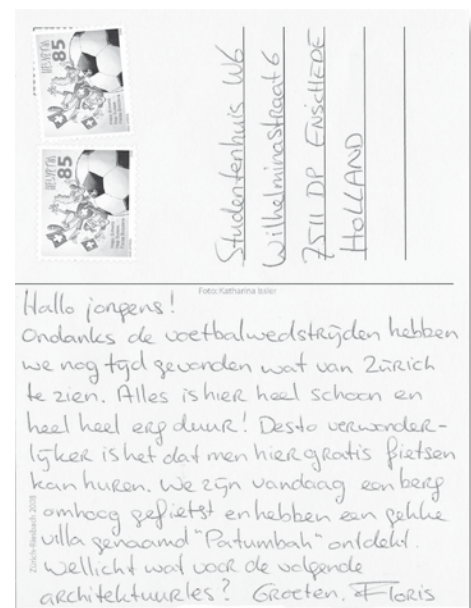 HELVETIA 85
HELVETIA 85
Studentenhuis W6
Wilhelminastraat 6
7511 DP ENSCHEDE
HOLLAND
Foto: Katharina Issler
Hallo jongens!
Ondanks de voetbalwedstrijden hebben
we nog tijd gevonden wat van Zürich
te zien. Alles is hier heel schoon en
heel heel erg duur! Desto verwonder-
lijker is het dat men hier gratis fietsen
kan huren. We zijn vandaag een berg
omhoog gefietst en hebben een gekke
villa genaamd "Patumbah" ontdekt.
Wellicht wat voor de volgende
architektuurles? Groeten, Floris
Zürich-Riesbach 2008